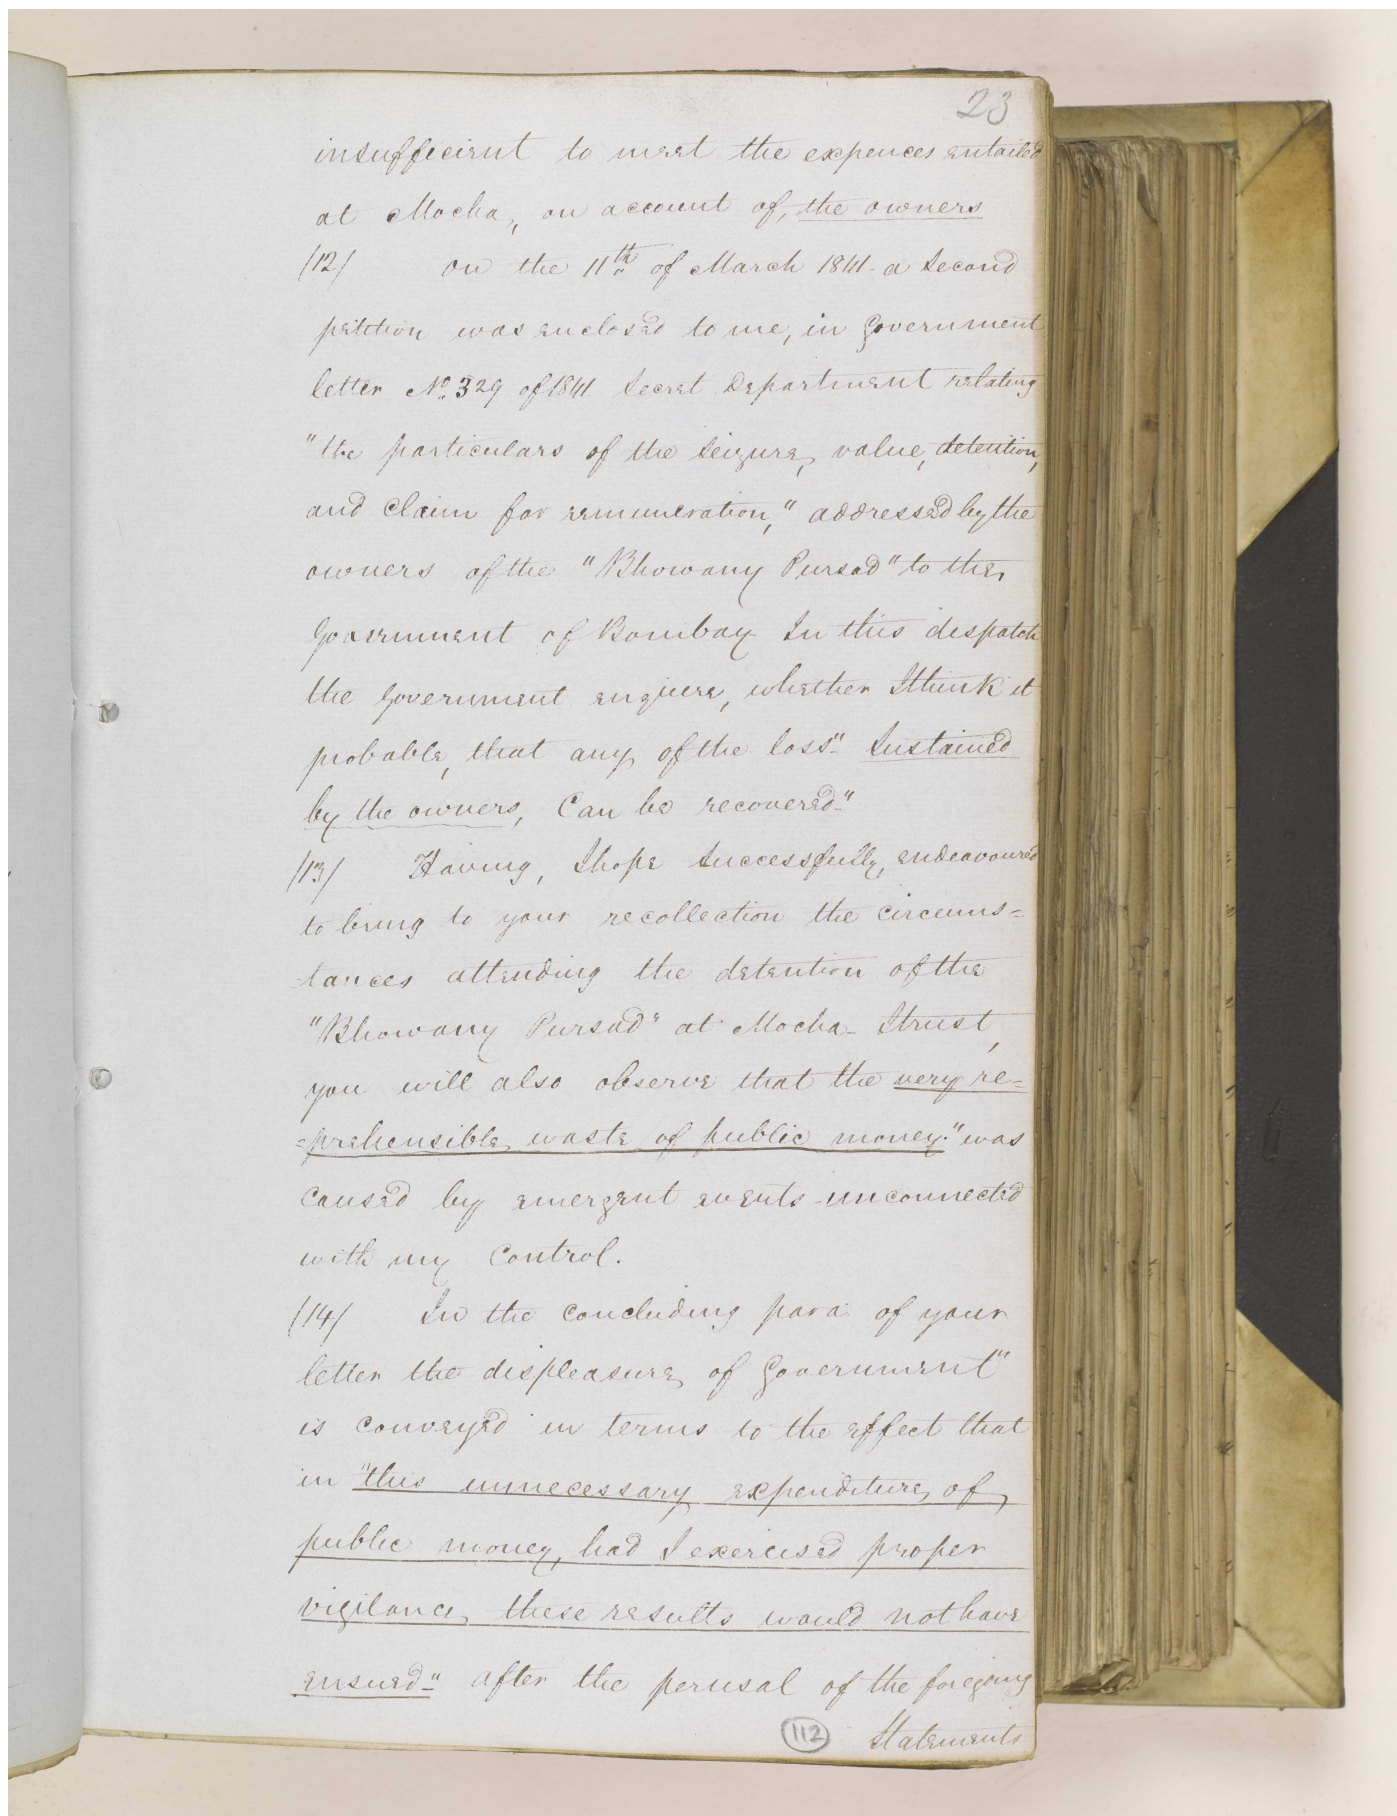 23
insufficient to meet the expences entailed
at Mocha, on account of, the owners
/12/ On the 11th of March 1841 - a Second
petition was enclosed to me, in Government
letter No. 329 of 1841 Secret Department relating
"the particulars of the Seizure, value, detention,
and Claim for remuneration," addressed by the
owners of the "Bhowany Pursad" to the
Government of Bombay In this dispatch
the Government enquire, whether I think it
probable, that any of the loss" Sustained
by the owners, Can be recovered"
/13/ Having, I hope Successfully, endeavoured
to bring to your recollection the Circums=
=tances attending the detention of the
"Bhowany Pursad" at Mocha - I trust,
you will also observe that the very re=
=prehensible waste of public money." was
Caused by emergent events - unconnected
with my Control.
/14/ In the Concluding para of your
letter the displeasure of Government"
is Conveyed in terms to the effect that
in "this unnecessary expenditure of
public money, had I exercised proper
vigilance these results would not have
ensued -" after the perusal of the foregoing
112 Statements